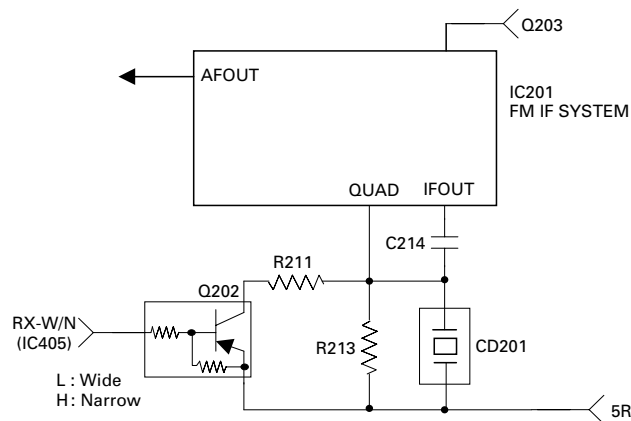 Q203
AFOUT
IC201
FM IF SYSTEM
QUAD
IFOUT
C214
R211
Q202
RX-W/N
(IC405)
R213
CD201
L : Wide
H : Narrow
5R